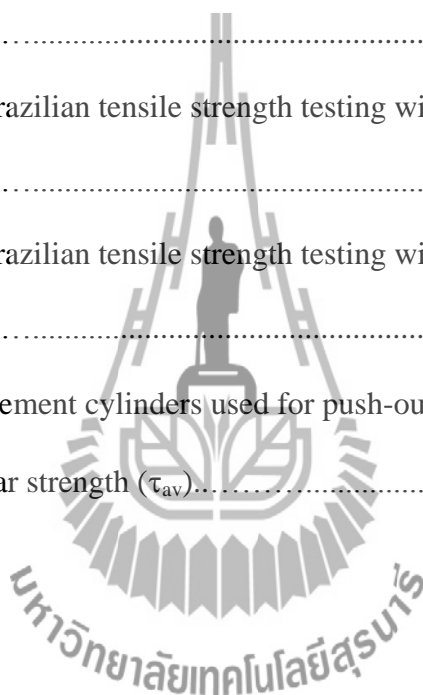 …......................................................
razilian tensile strength testing wi
…......................................................
razilian tensile strength testing wi
…......................................................
ement cylinders used for push-ou
ar strength (τav)..………..........................
มหาวิทยาลัยเทคโนโลยีสุรนารี